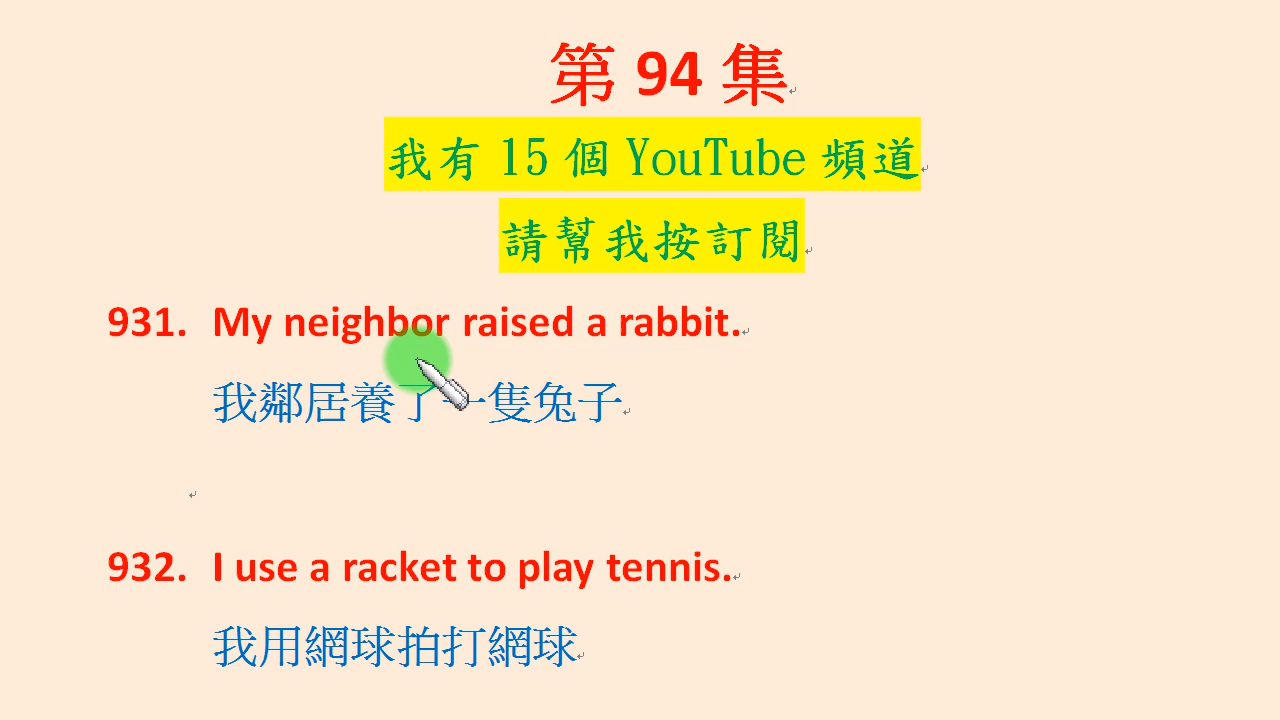 第 94 集
我有 15 個 YouTube 頻道
請幫我按訂閱
931. My neighbor raised a rabbit.
我鄰居養了一隻兔子
932. I use a racket to play tennis.
我用網球拍打網球